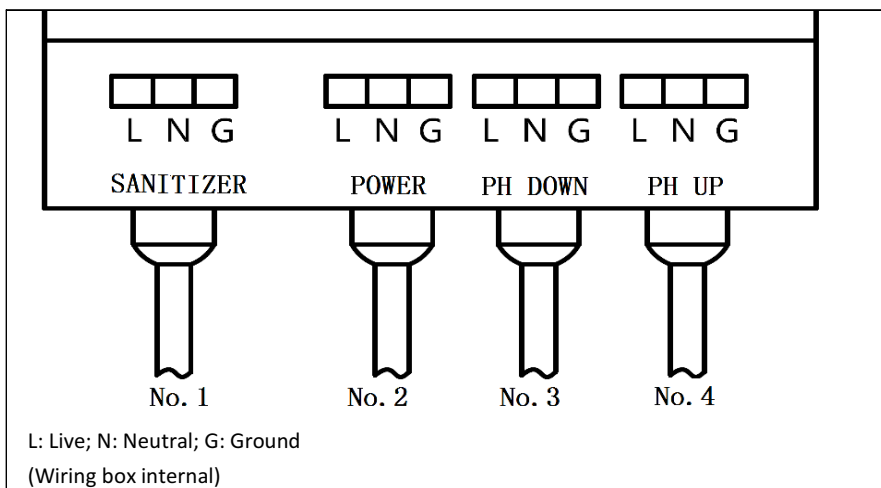 L N G L N G L N G L N G
SANITIZER POWER PH DOWN PH UP
No. 1 No. 2 No. 3 No. 4
L: Live; N: Neutral; G: Ground
(Wiring box internal)